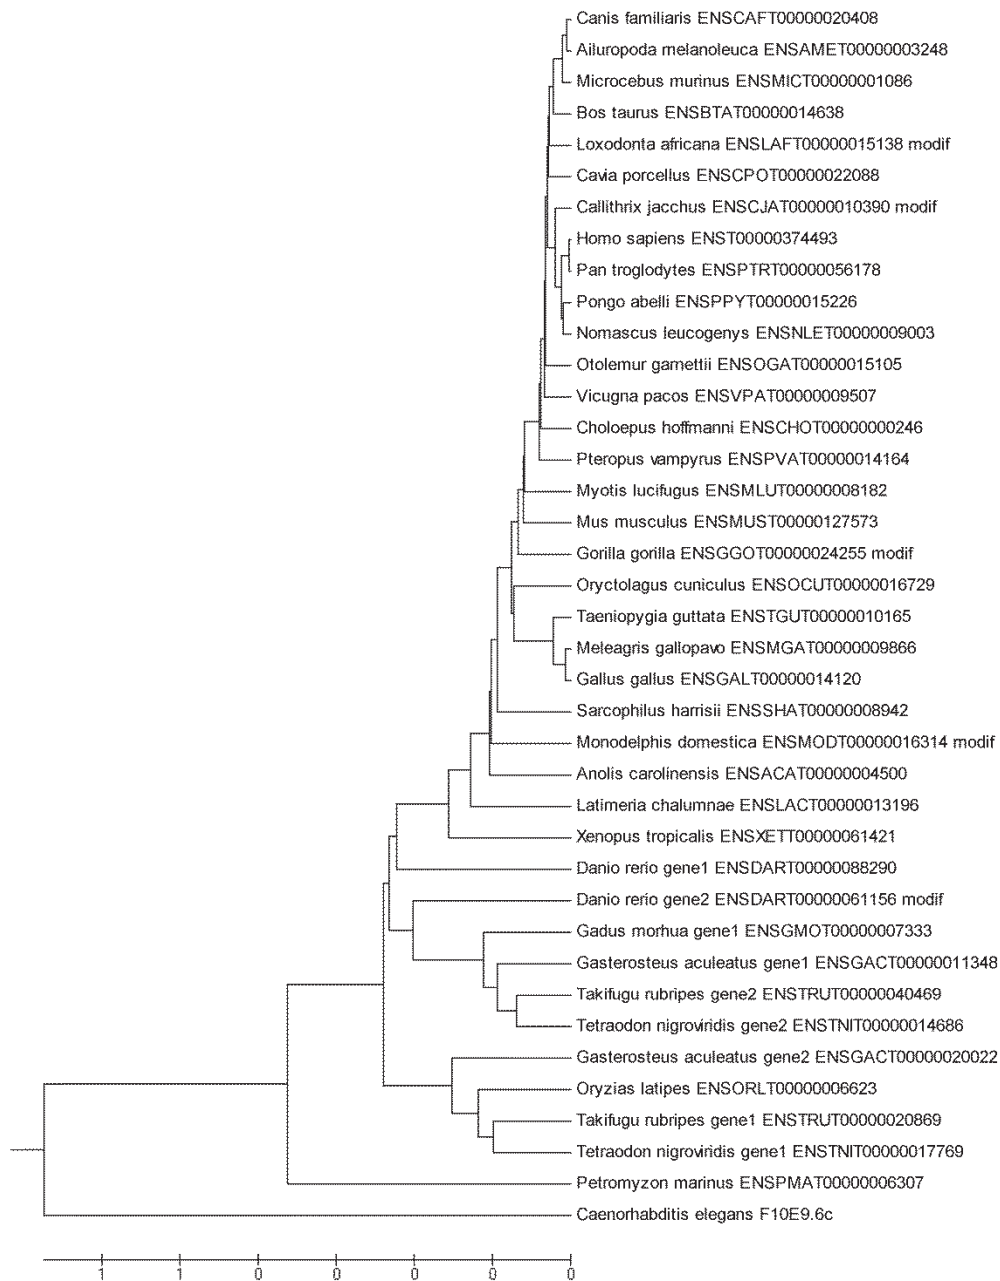 Canis familiaris ENSCAFT00000020408
Ailuropoda melanoleuca ENSAMET00000003248
Microcebus murinus ENSMICT00000001086
Bos taurus ENSBTAT00000014638
Loxodonta africana ENSLAFT00000015138 modif
Cavia porcellus ENSCPOT00000022088
Callithrix jacchus ENSCJAT00000010390 modif
Homo sapiens ENST00000374493
Pan troglodytes ENSPTRT00000056178
Pongo abelli ENSPPYT00000015226
Nomascus leucogenys ENSNLET00000009003
Otolemur garnettii ENSOGAT00000015105
Vicugna pacos ENSVPAT00000009507
Choloepus hoffmanni ENSCHOT00000000246
Pteropus vampyrus ENSPVAT00000014164
Myotis lucifugus ENSMLUT00000008182
Mus musculus ENSMUST00000127573
Gorilla gorilla ENSGGOT00000024255 modif
Oryctolagus cuniculus ENSOCUT00000016729
Taeniopygia guttata ENSTGUT00000010165
Meleagris gallopavo ENSMGAT00000009866
Gallus gallus ENSGALT00000014120
Sarcophilus harrisii ENSSHAT00000008942
Monodelphis domestica ENSMODT00000016314 modif
Anolis carolinensis ENSACAT00000004500
Latimeria chalumnae ENSLACT00000013196
Xenopus tropicalis ENSXETT00000061421
Danio rerio gene1 ENSDART00000088290
Danio rerio gene2 ENSDART00000061156 modif
Gadus morhua gene1 ENSGMOT00000007333
Gasterosteus aculeatus gene1 ENSGACT00000011348
Takifugu rubripes gene2 ENSTRUT00000040469
Tetraodon nigroviridis gene2 ENSTNIT00000014686
Gasterosteus aculeatus gene2 ENSGACT00000020022
Oryzias latipes ENSORLT00000006623
Takifugu rubripes gene1 ENSTRUT00000020869
Tetraodon nigroviridis gene1 ENSTNIT00000017769
Petromyzon marinus ENSPMAT00000006307
Caenorhabditis elegans F10E9.6c
1 1 0 0 0 0 0